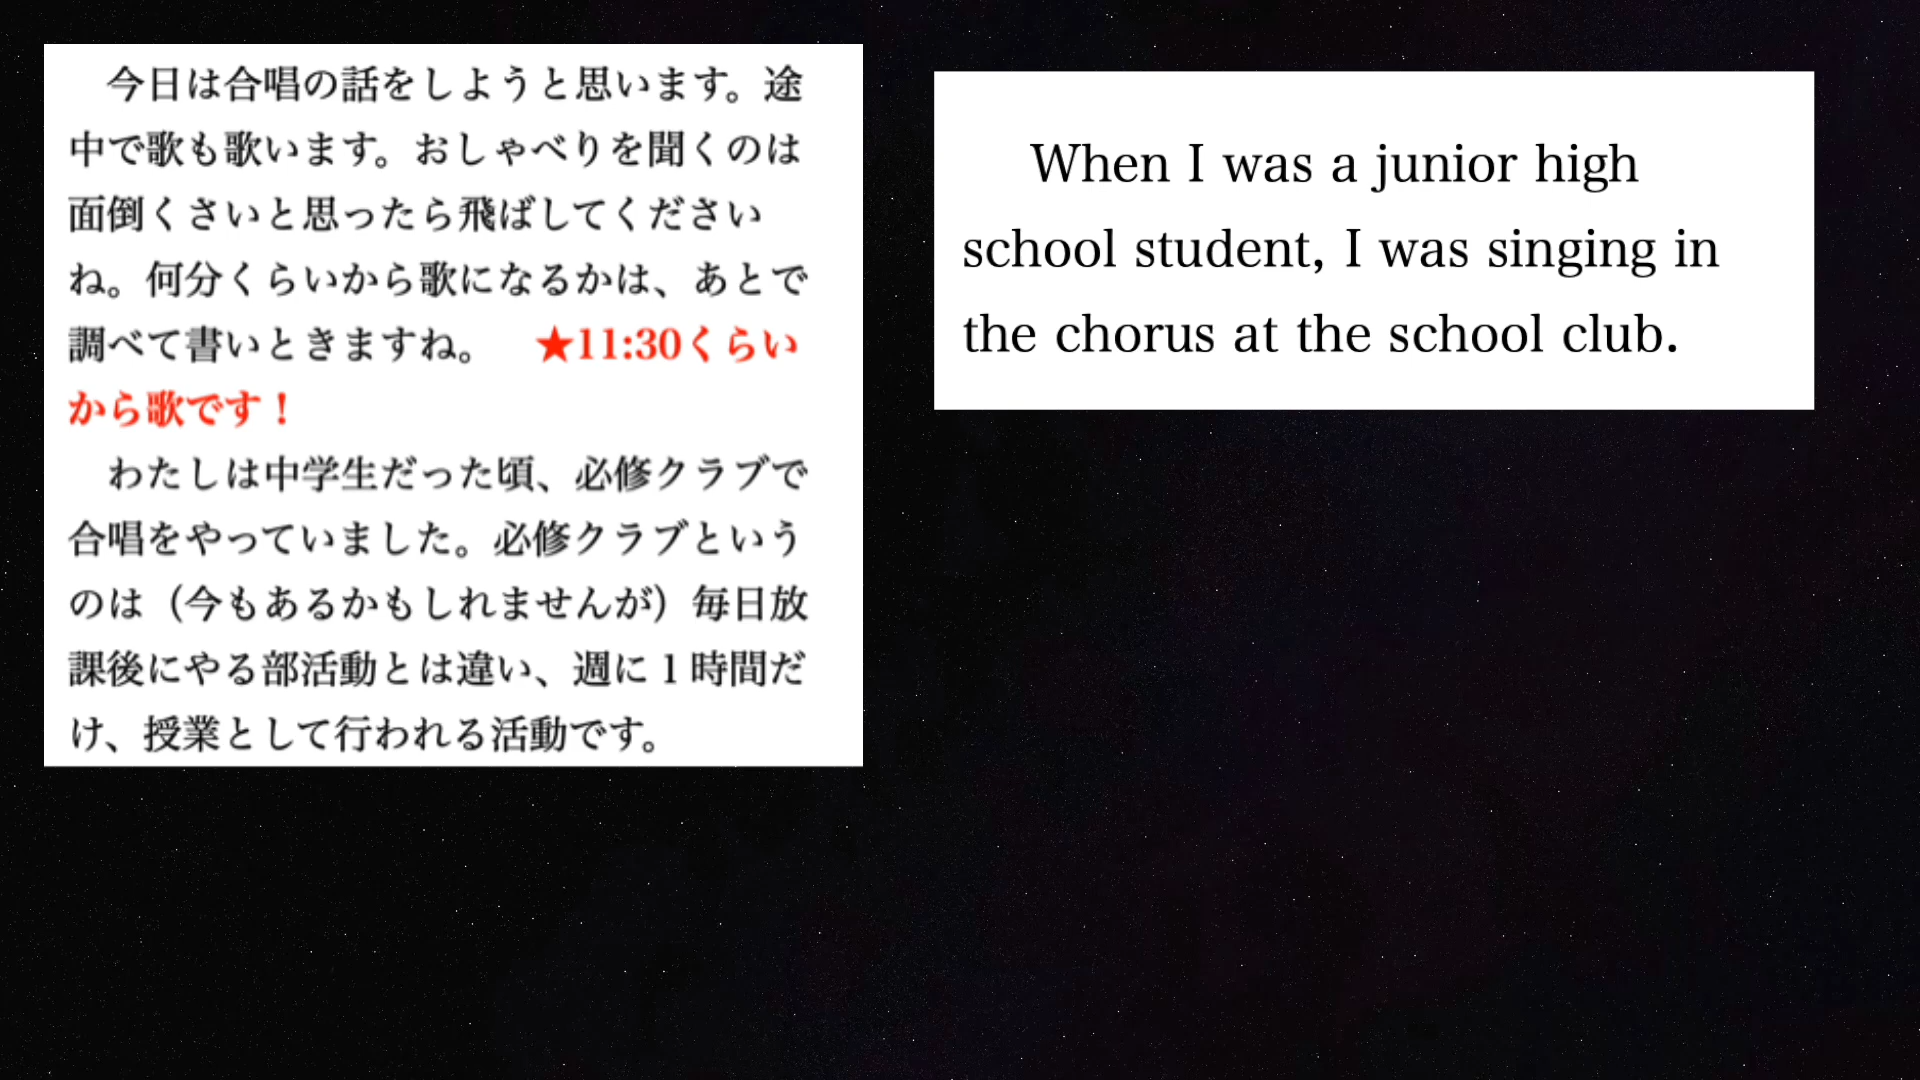 今日は合唱の話をしようと思います。途
中で歌も歌います。おしゃべりを聞くのは
面倒くさいと思ったら飛ばしてください
ね。何分くらいから歌になるかは、あとで
調べて書いときますね。　★11:30くらい
から歌です！
わたしは中学生だった頃、必修クラブで
合唱をやっていました。必修クラブという
のは（今もあるかもしれませんが）毎日放
課後にやる部活動とは違い、週に１時間だ
け、授業として行われる活動です。
When I was a junior high
school student, I was singing in
the chorus at the school club.